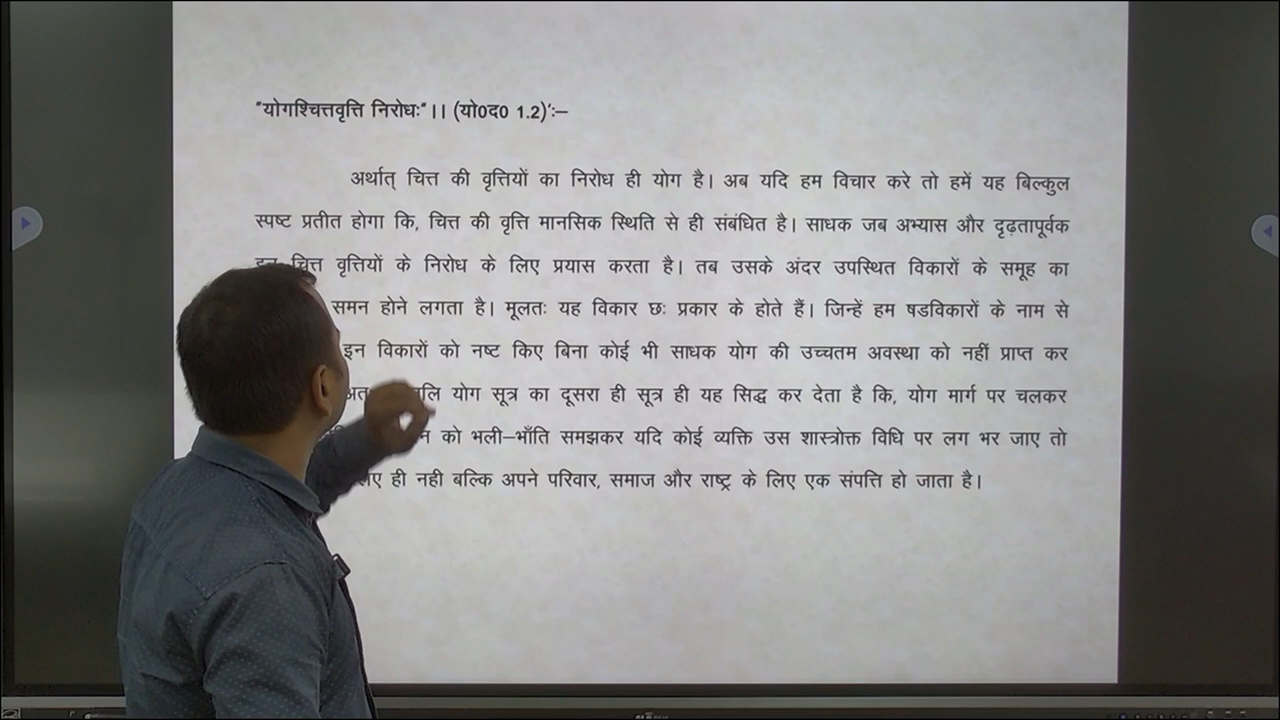 "योगश्चित्तवृत्ति निरोधः"।। (यो0द0 1.2)':–
अर्थात् चित्त की वृत्तियों का निरोध ही योग है। अब यदि हम विचार करे तो हमें यह बिल्कुल
स्पष्ट प्रतीत होगा कि, चित्त की वृत्ति मानसिक स्थिति से ही संबंधित है। साधक जब अभ्यास और दृढ़तापूर्वक
इन चित्त वृत्तियों के निरोध के लिए प्रयास करता है। तब उसके अंदर उपस्थित विकारों के समूह का
समन होने लगता है। मूलतः यह विकार छः प्रकार के होते हैं। जिन्हें हम षडविकारों के नाम से
इन विकारों को नष्ट किए बिना कोई भी साधक योग की उच्चतम अवस्था को नहीं प्राप्त कर
योग सूत्र का दूसरा ही सूत्र ही यह सिद्ध कर देता है कि, योग मार्ग पर चलकर
को भली–भाँति समझकर यदि कोई व्यक्ति उस शास्त्रोक्त विधि पर लग भर जाए तो
ही नही बल्कि अपने परिवार, समाज और राष्ट्र के लिए एक संपत्ति हो जाता है।